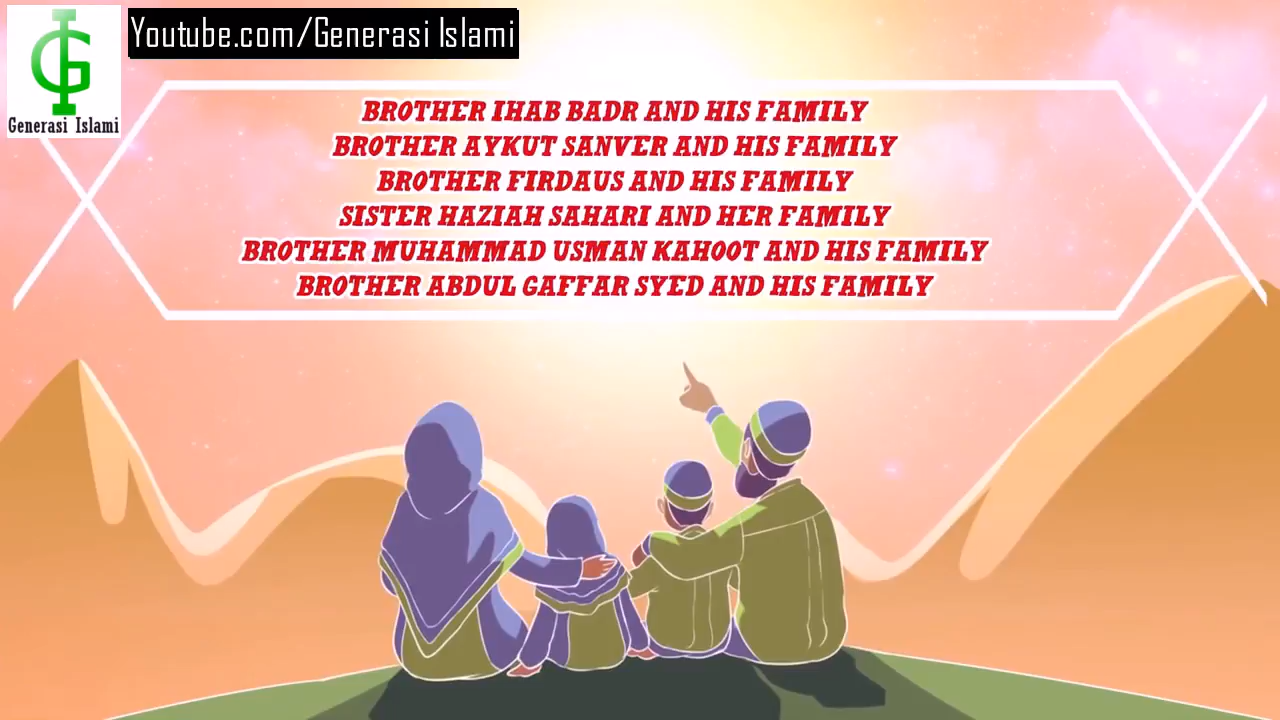 Youtube.com/Generasi Islami
Generasi Islami
BROTHER IHAB BADR AND HIS FAMILY
BROTHER AYKUT SANVER AND HIS FAMILY
BROTHER FIRDAUS AND HIS FAMILY
SISTER HAZIAH SAHARI AND HER FAMILY
BROTHER MUHAMMAD USMAN KAHOOT AND HIS FAMILY
BROTHER ABDUL GAFFAR SYED AND HIS FAMILY